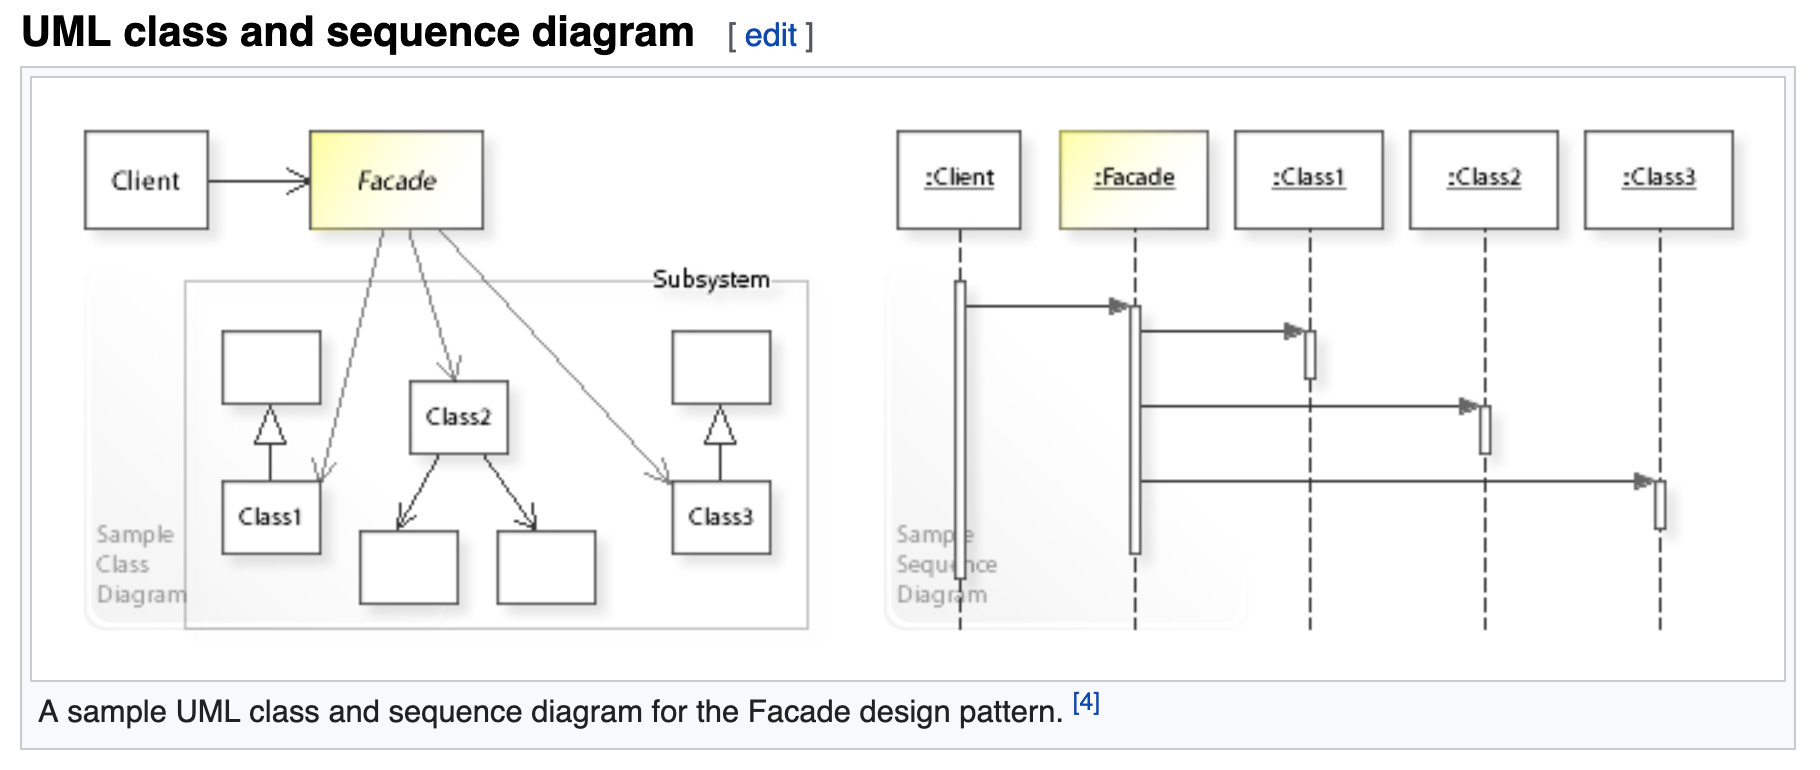 UML class and sequence diagram [ edit ]
Client
Facade
Subsystem
Class2
Class1
Class3
Sample
Class
Diagram
:Client
:Facade
:Class1
:Class2
:Class3
Sample
Sequence
Diagram
A sample UML class and sequence diagram for the Facade design pattern. [4]